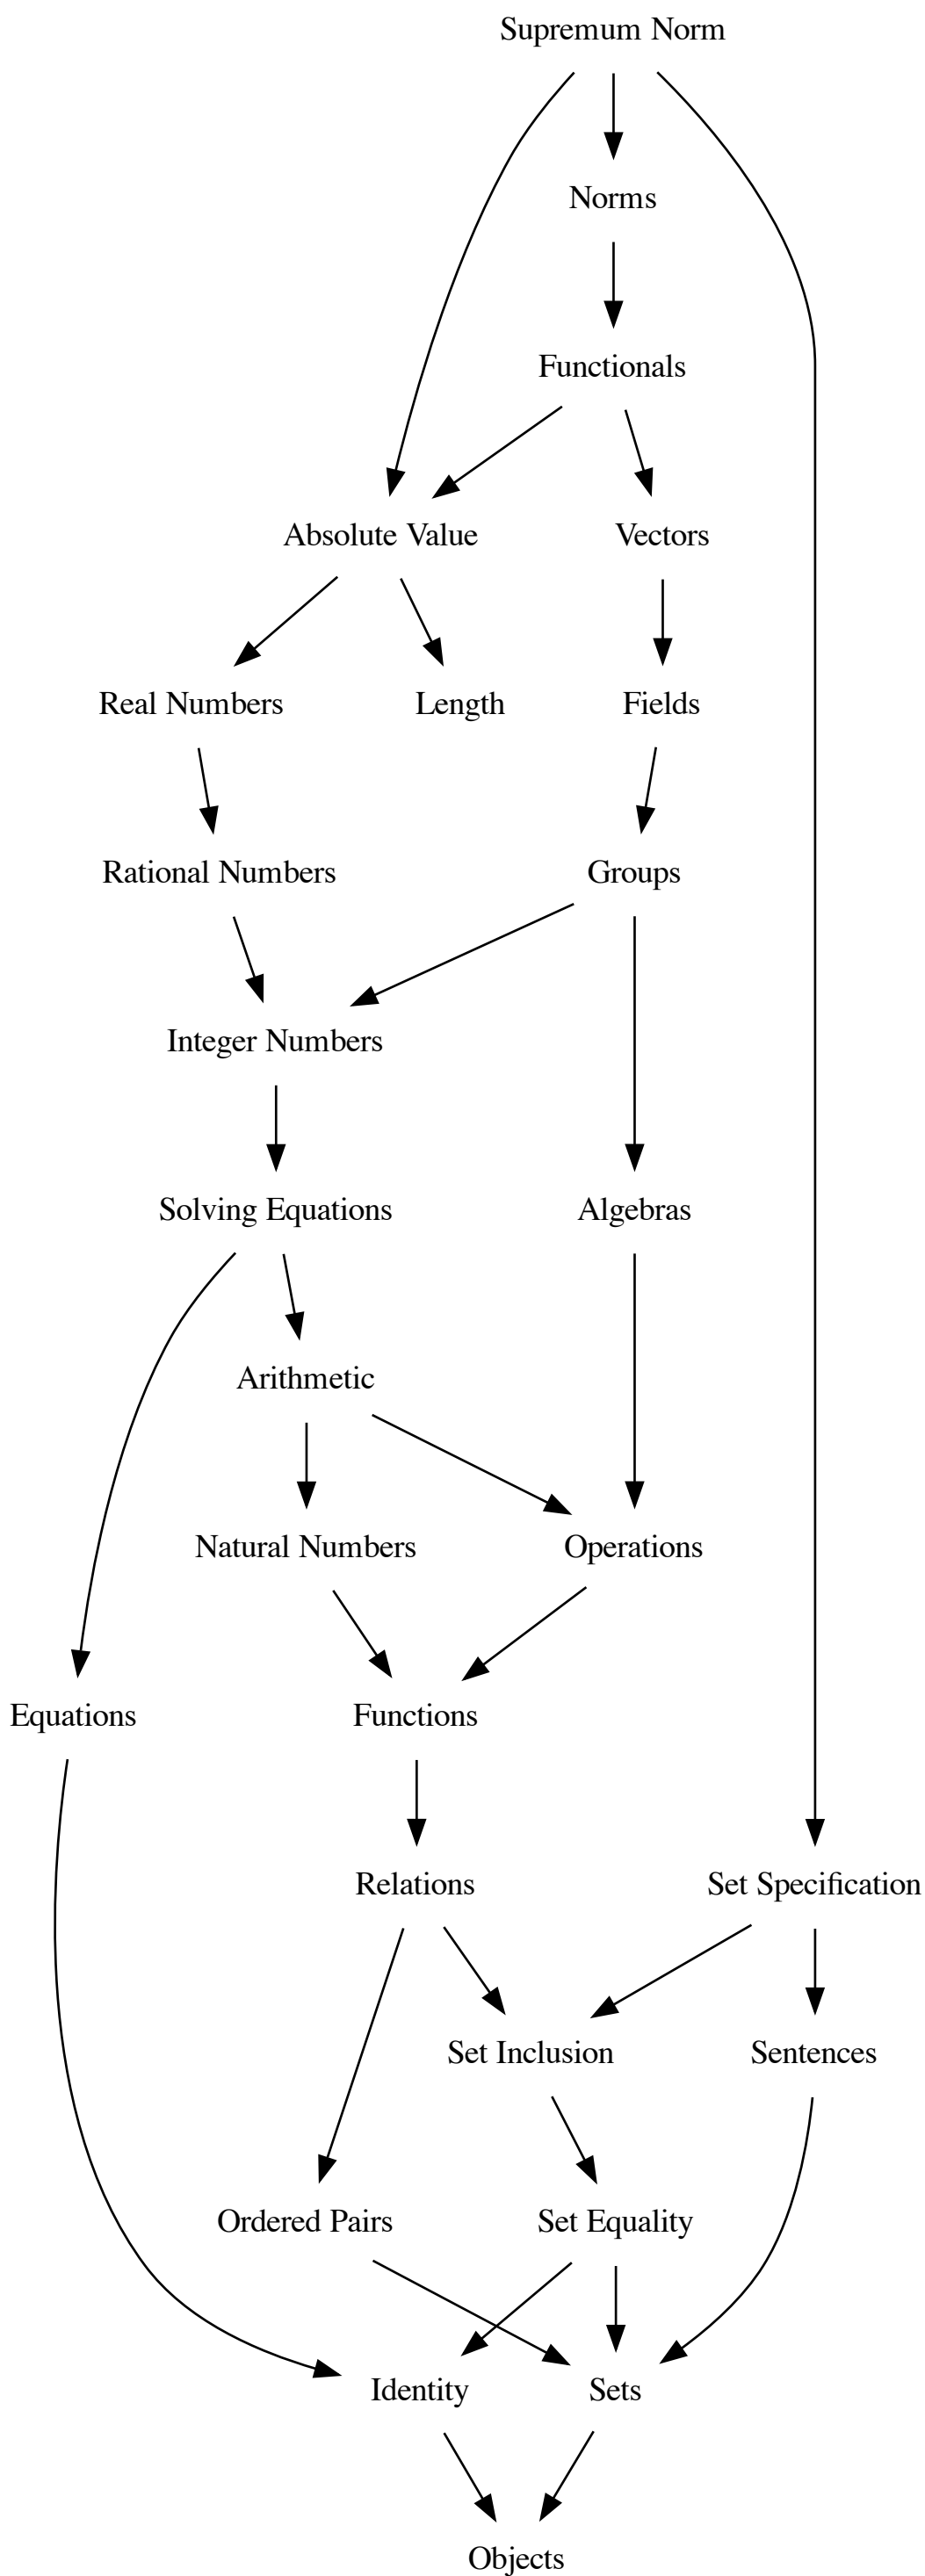 Supremum Norm
Norms
Functionals
Absolute Value
Vectors
Real Numbers
Length
Fields
Rational Numbers
Groups
Integer Numbers
Solving Equations
Algebras
Arithmetic
Natural Numbers
Operations
Equations
Functions
Relations
Set Specification
Set Inclusion
Sentences
Ordered Pairs
Set Equality
Identity
Sets
Objects